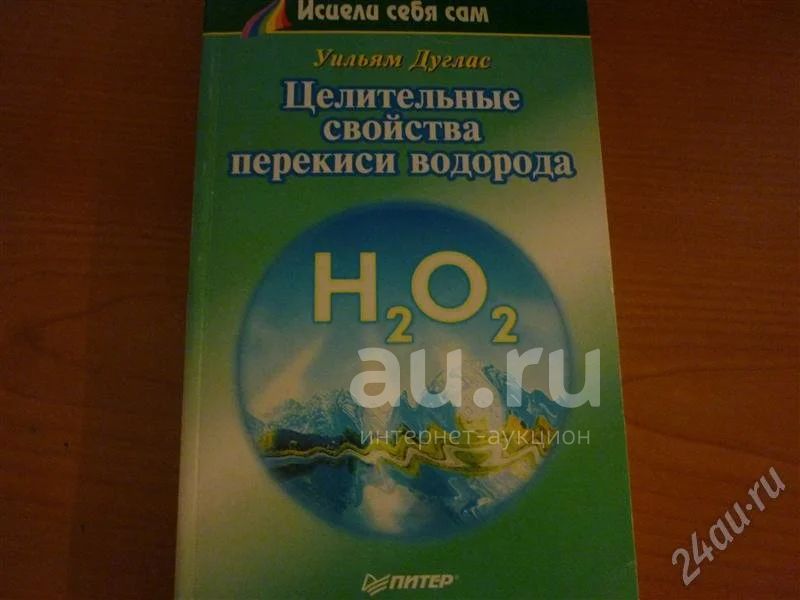 Исцели себя сам
Уильям Дуглас
Целительные
свойства
перекиси водорода
H2O2
au.ru
интернет-аукцион
24au.ru
ПИТЕР®